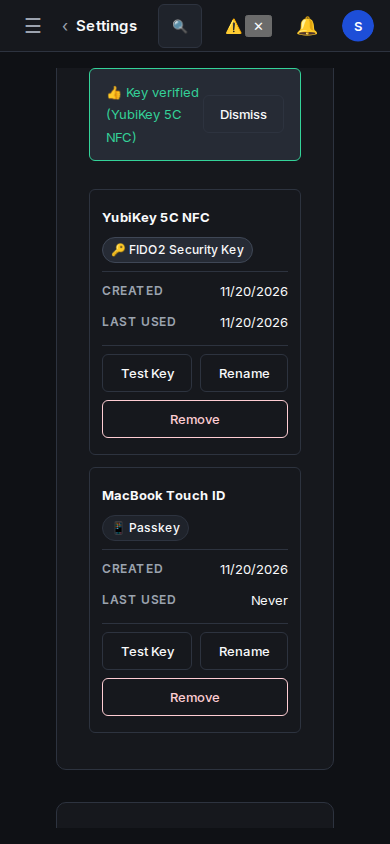 ☰ ‹ Settings 🔍 ⚠️ ✕ 🔔 S
👍 Key verified
(YubiKey 5C
NFC)
Dismiss
YubiKey 5C NFC
🔑 FIDO2 Security Key
CREATED 11/20/2026
LAST USED 11/20/2026
Test Key Rename
Remove
MacBook Touch ID
📱 Passkey
CREATED 11/20/2026
LAST USED Never
Test Key Rename
Remove